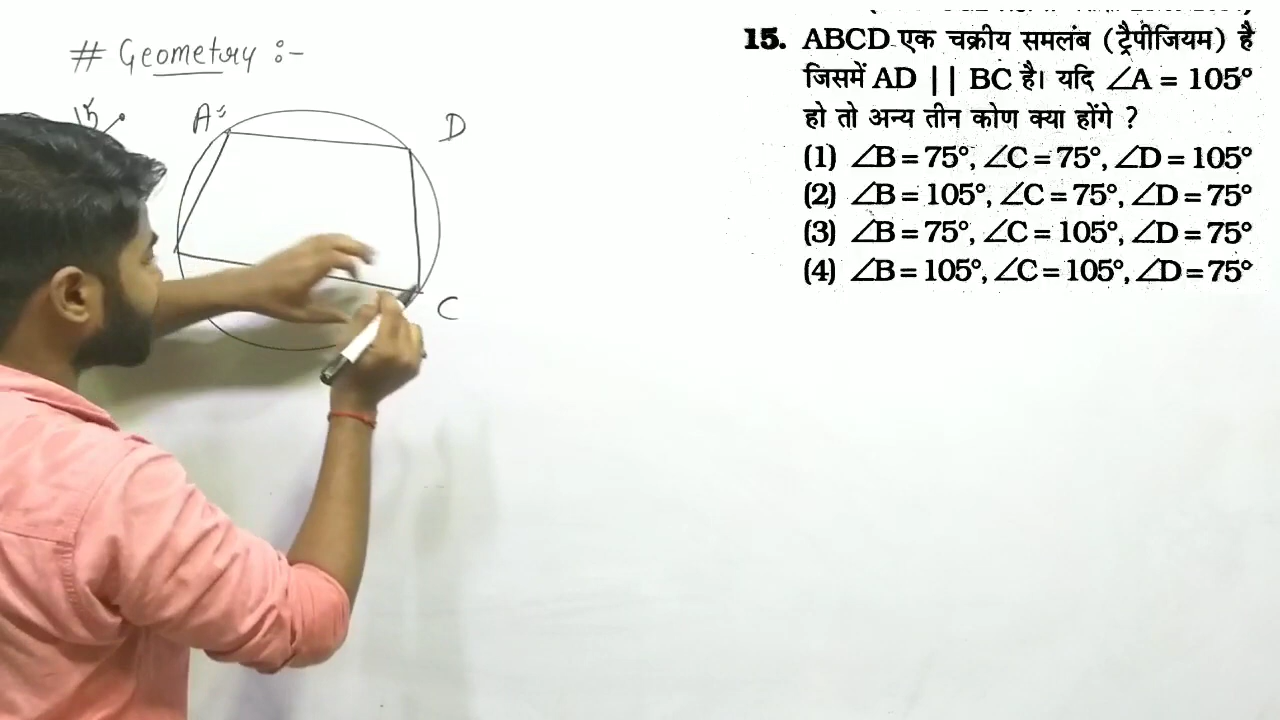 # Geometry :-
15
A
D
C
15. ABCD एक चक्रीय समलंब (ट्रैपीजियम) है
जिसमें AD || BC है। यदि ∠A = 105°
हो तो अन्य तीन कोण क्या होंगे ?
(1) ∠B = 75°, ∠C = 75°, ∠D = 105°
(2) ∠B = 105°, ∠C = 75°, ∠D = 75°
(3) ∠B = 75°, ∠C = 105°, ∠D = 75°
(4) ∠B = 105°, ∠C = 105°, ∠D = 75°